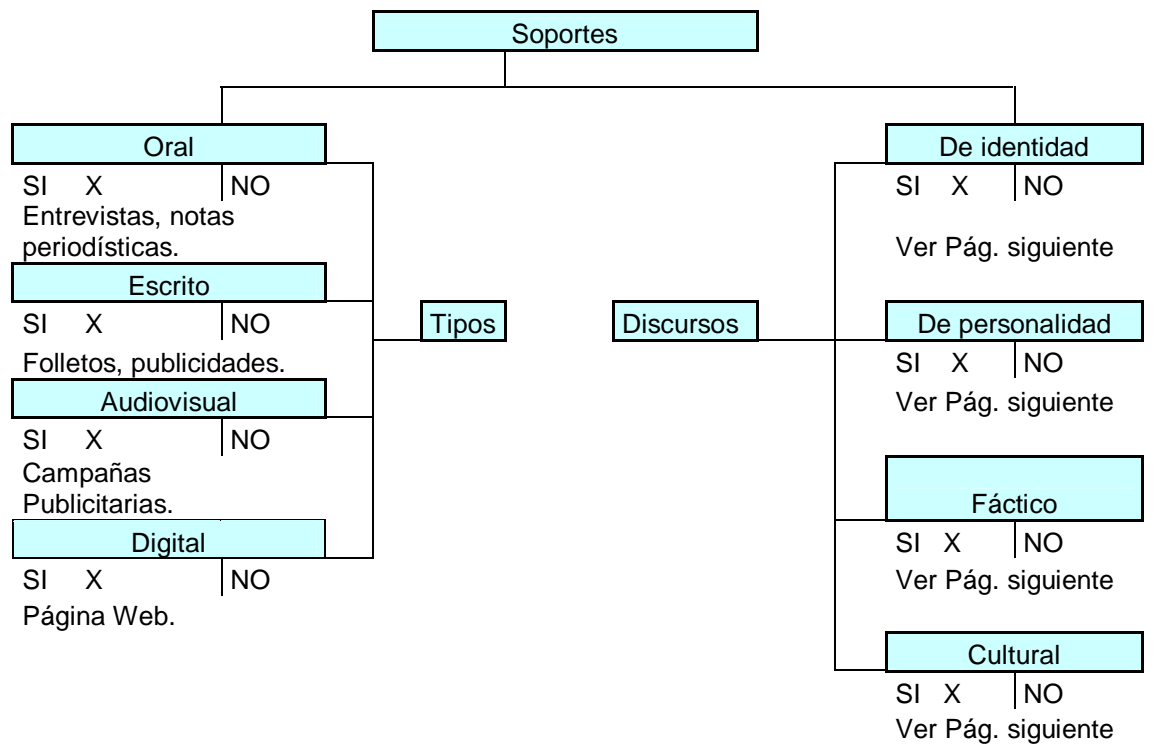 Soportes
Oral
SI X NO
Entrevistas, notas
periodísticas.
Escrito
SI X NO
Folletos, publicidades.
Audiovisual
SI X NO
Campañas
Publicitarias.
Digital
SI X NO
Página Web.
Tipos
Discursos
De identidad
SI X NO
Ver Pág. siguiente
De personalidad
SI X NO
Ver Pág. siguiente
Fáctico
SI X NO
Ver Pág. siguiente
Cultural
SI X NO
Ver Pág. siguiente